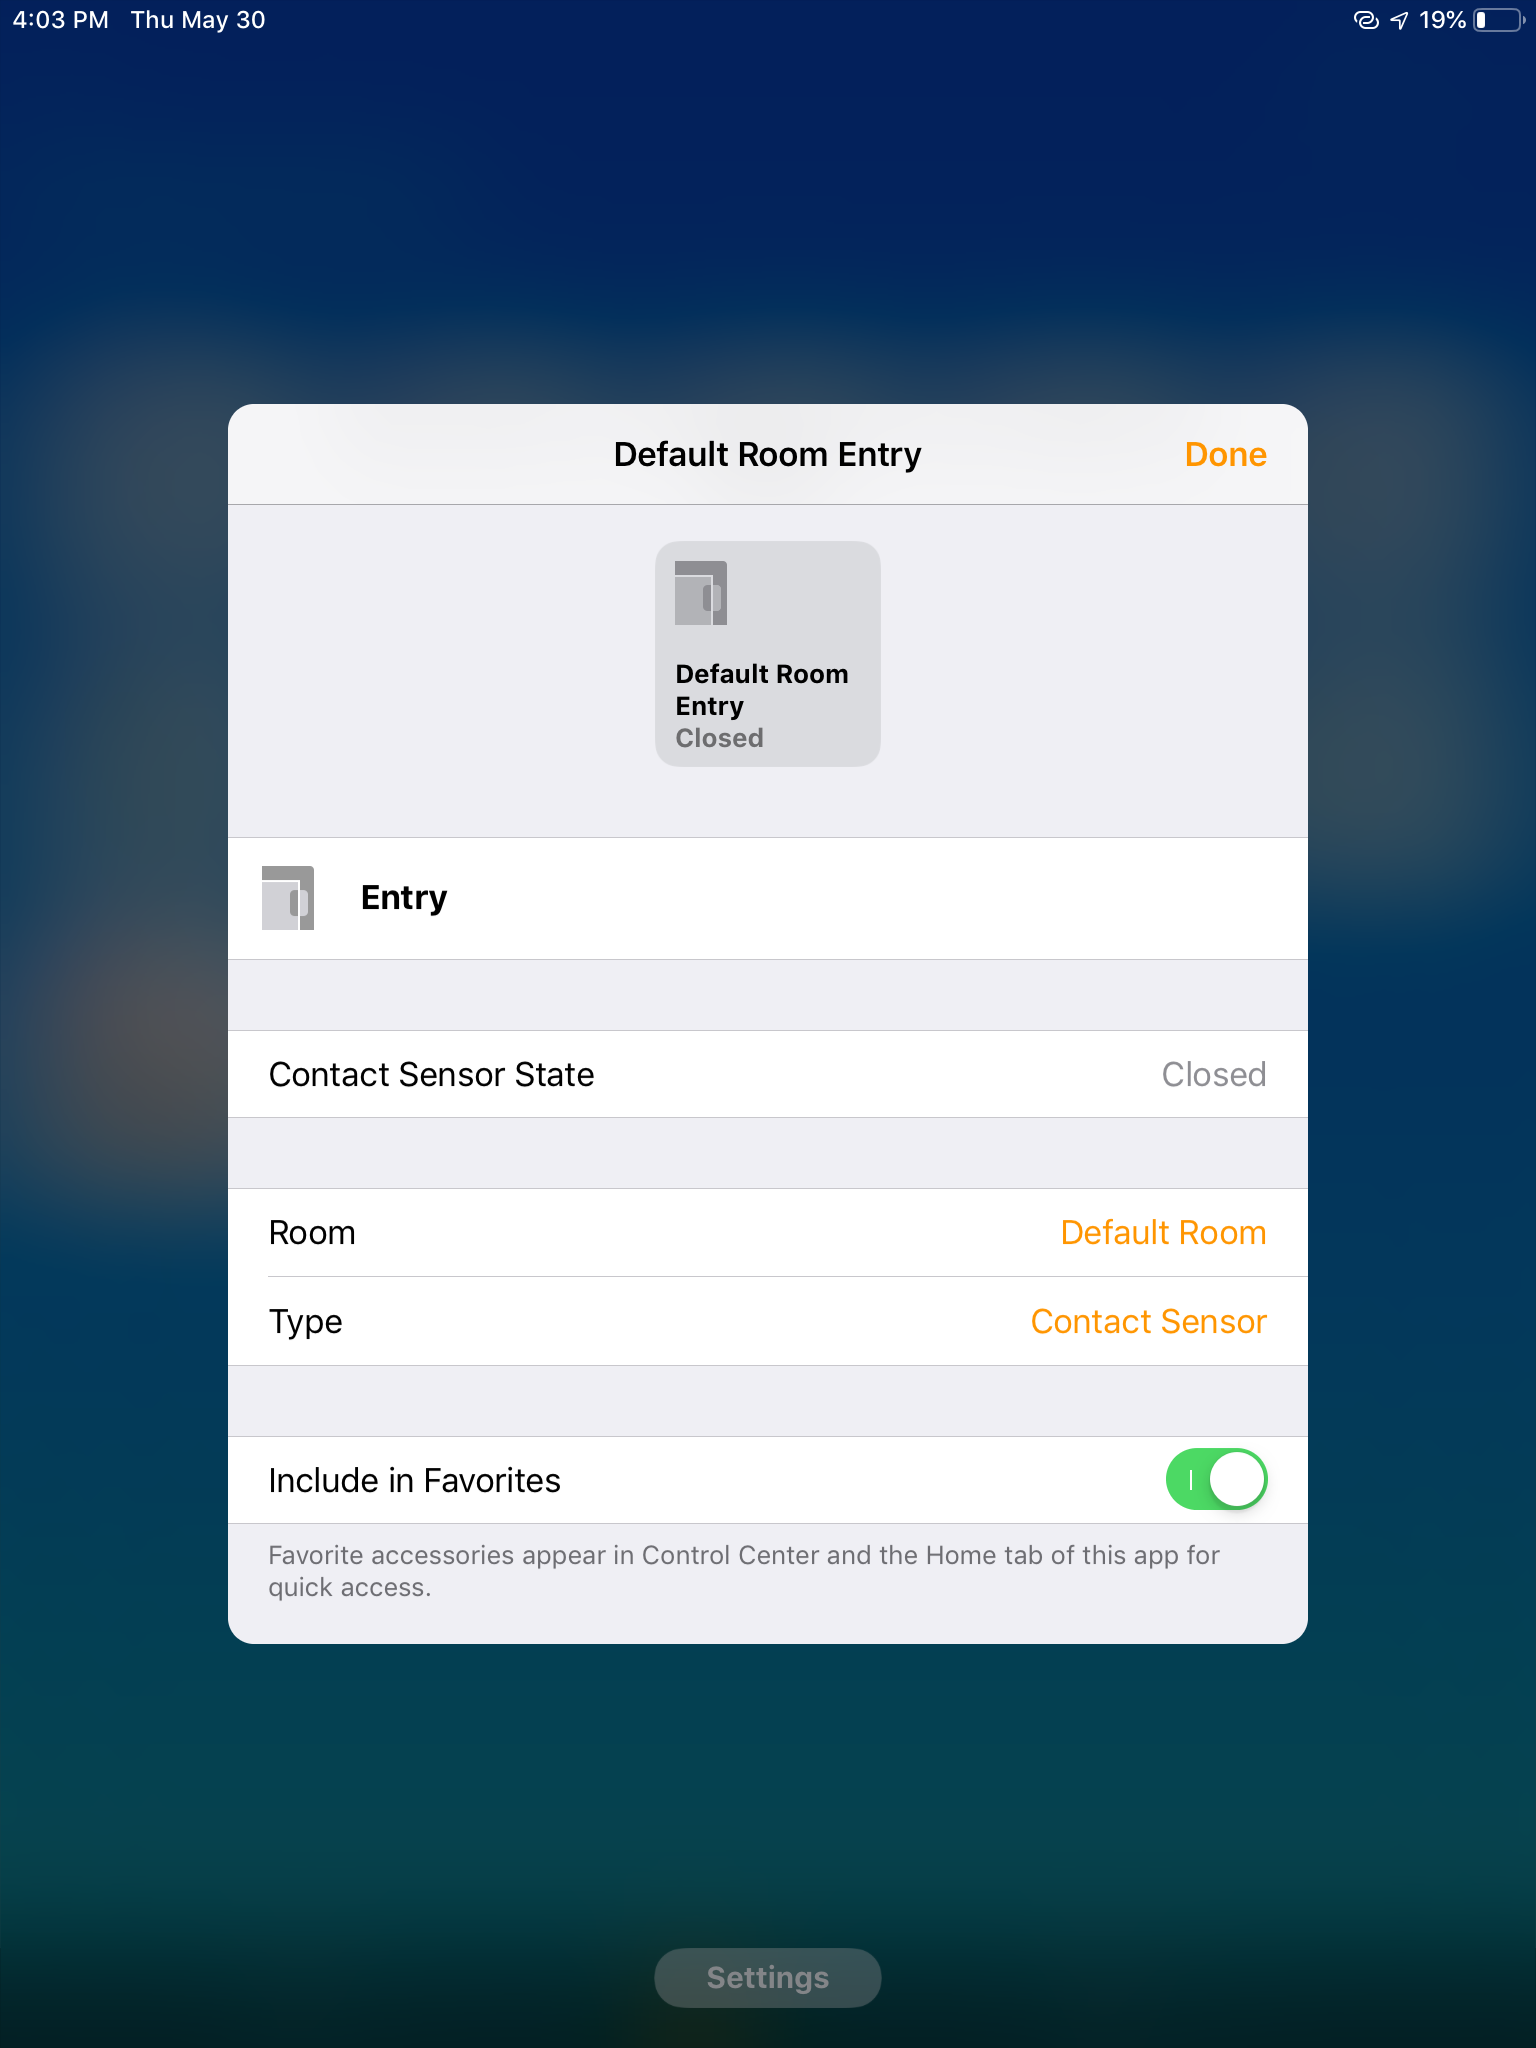 4:03 PM Thu May 30 19%
Default Room Entry Done
Default Room
Entry
Closed
Entry
Contact Sensor State Closed
Room Default Room
Type Contact Sensor
Include in Favorites
Favorite accessories appear in Control Center and the Home tab of this app for
quick access.
Settings